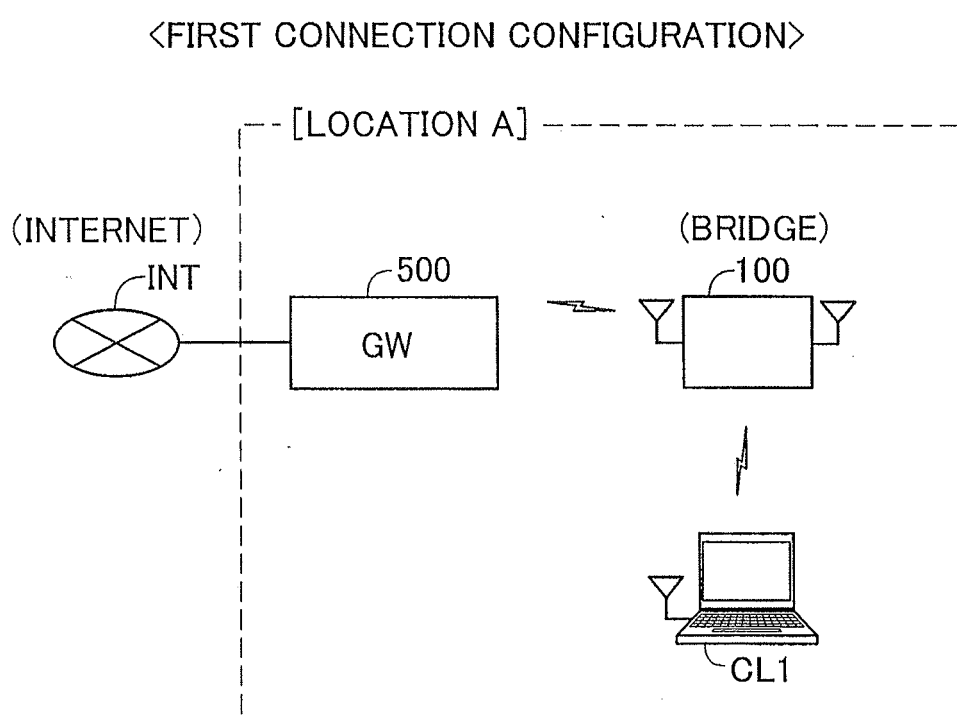 <FIRST CONNECTION CONFIGURATION>
[LOCATION A]
(INTERNET)
INT
500
GW
(BRIDGE)
100
CL1